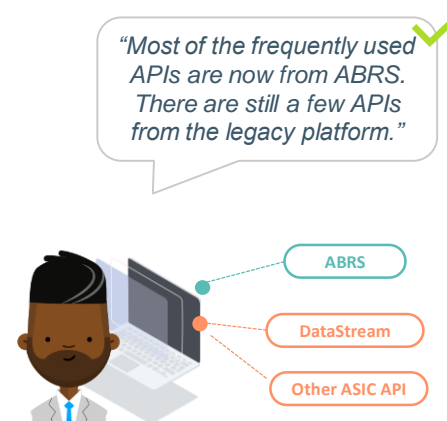 “Most of the frequently used
APIs are now from ABRS.
There are still a few APIs
from the legacy platform.”
ABRS
DataStream
Other ASIC API